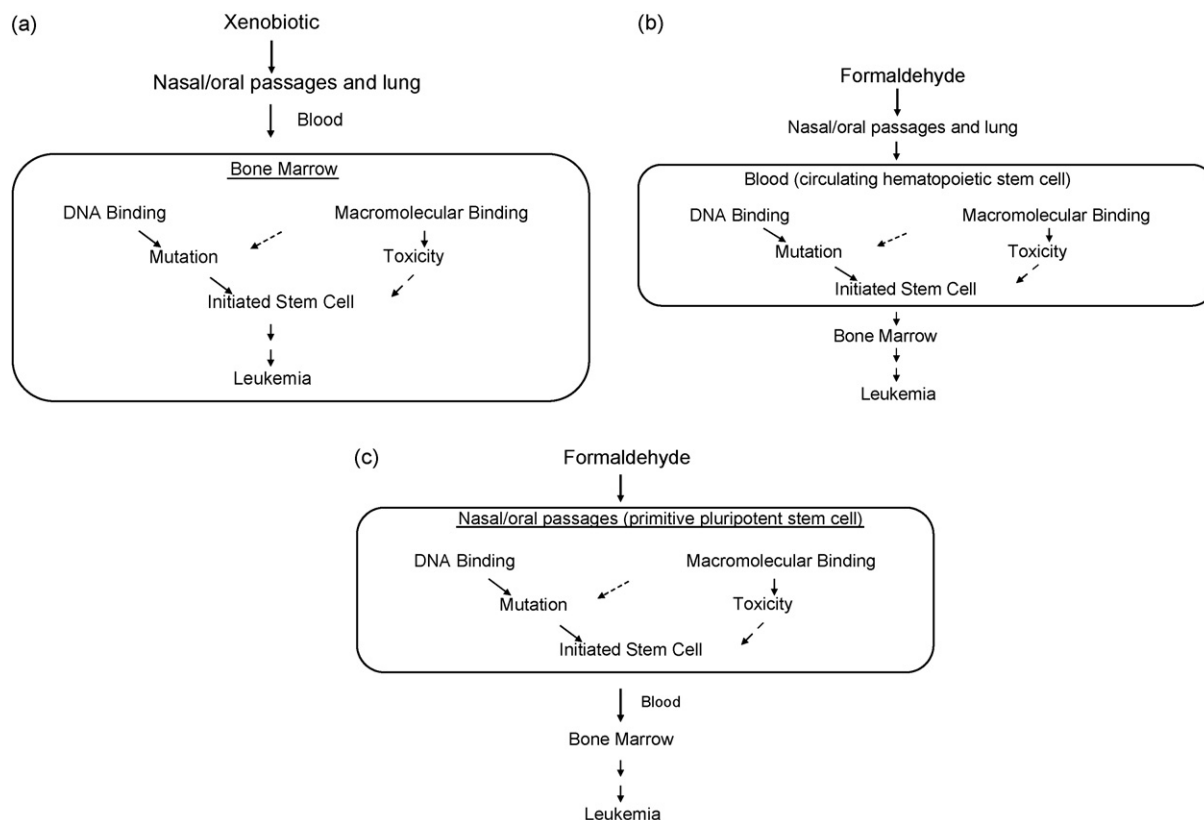 (a)
Xenobiotic
Nasal/oral passages and lung
Blood
Bone Marrow
DNA Binding
Macromolecular Binding
Mutation
Toxicity
Initiated Stem Cell
Leukemia
(b)
Formaldehyde
Nasal/oral passages and lung
Blood (circulating hematopoietic stem cell)
DNA Binding
Macromolecular Binding
Mutation
Toxicity
Initiated Stem Cell
Bone Marrow
Leukemia
(c)
Formaldehyde
Nasal/oral passages (primitive pluripotent stem cell)
DNA Binding
Macromolecular Binding
Mutation
Toxicity
Initiated Stem Cell
Blood
Bone Marrow
Leukemia